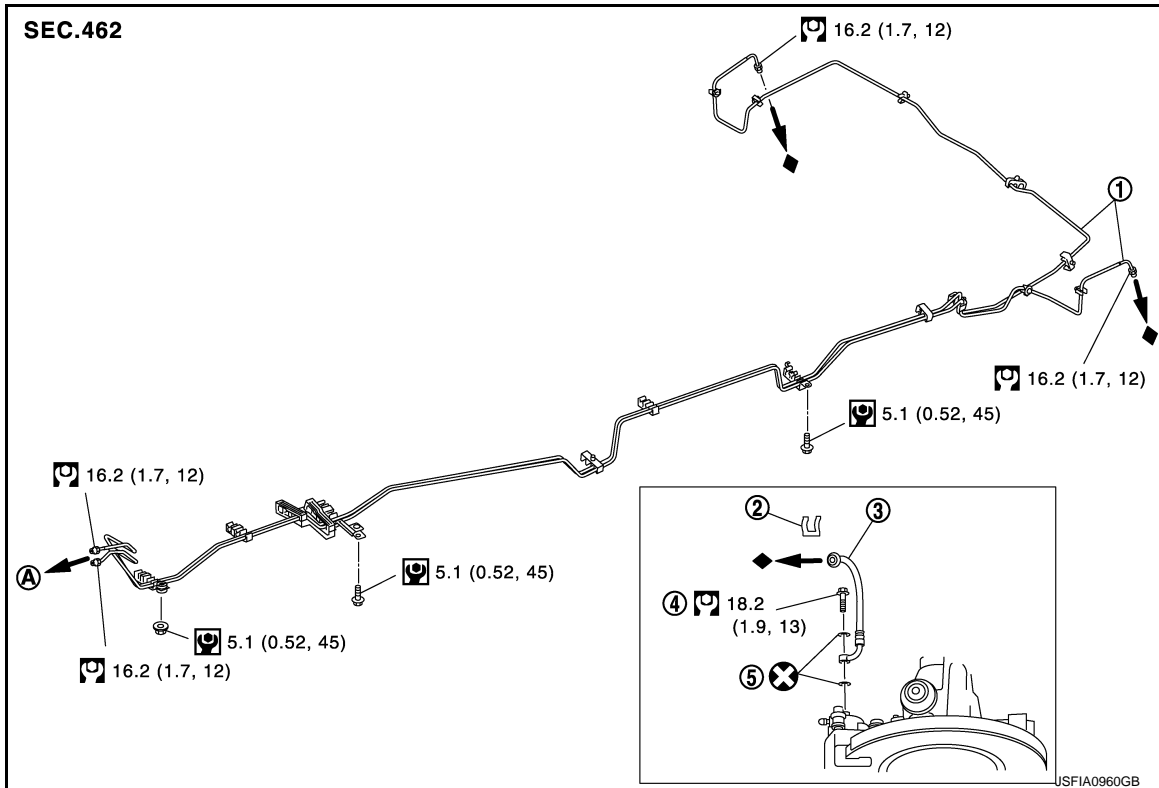 SEC.462
16.2 (1.7, 12)
1
16.2 (1.7, 12)
5.1 (0.52, 45)
16.2 (1.7, 12)
A
5.1 (0.52, 45)
5.1 (0.52, 45)
16.2 (1.7, 12)
2
3
4 18.2
(1.9, 13)
5
JSFIA0960GB